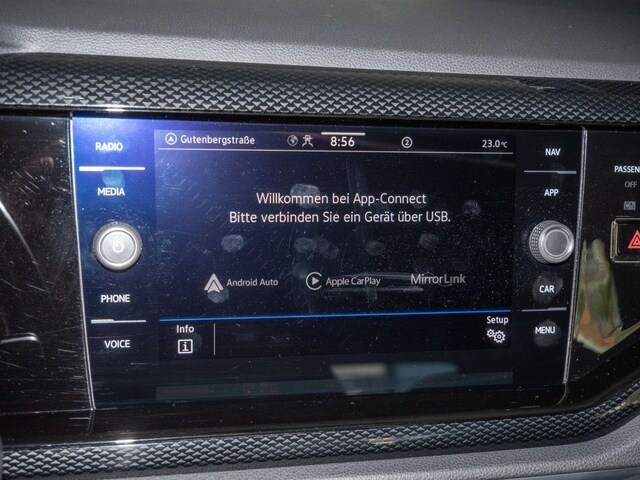 RADIO
MEDIA
PHONE
VOICE
Gutenbergstraße 8:56 2 23.0°C
Willkommen bei App-Connect
Bitte verbinden Sie ein Gerät über USB.
Android Auto Apple CarPlay MirrorLink
Info Setup
i
NAV
APP
CAR
MENU
PASSEN
OFF